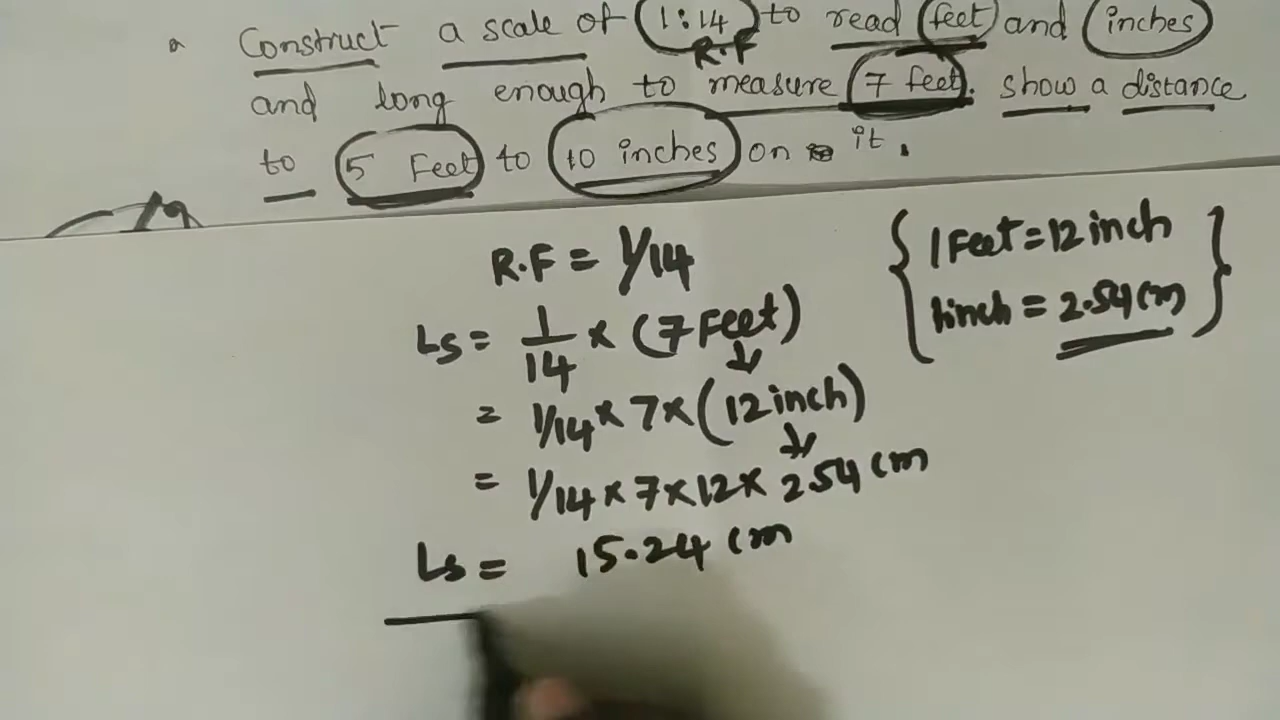 Construct a scale of 1:14 to read feet and inches
R.F
and long enough to measure 7 feet. show a distance
to 5 Feet to 10 inches on it.
R.F = 1/14
{ 1 Feet = 12 inch
1 inch = 2.54 cm }
Ls = 1/14 × (7 Feet)
= 1/14 × 7 × (12 inch)
= 1/14 × 7 × 12 × 2.54 cm
Ls = 15.24 cm